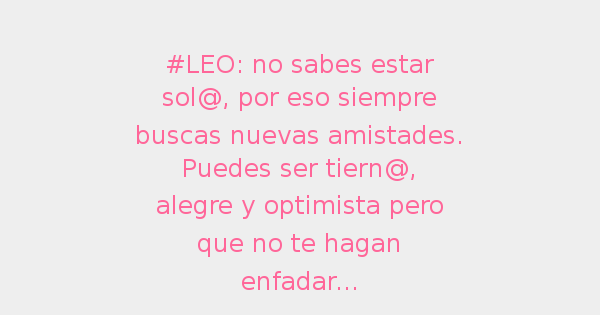 #LEO: no sabes estar
sol@, por eso siempre
buscas nuevas amistades.
Puedes ser tiern@,
alegre y optimista pero
que no te hagan
enfadar...